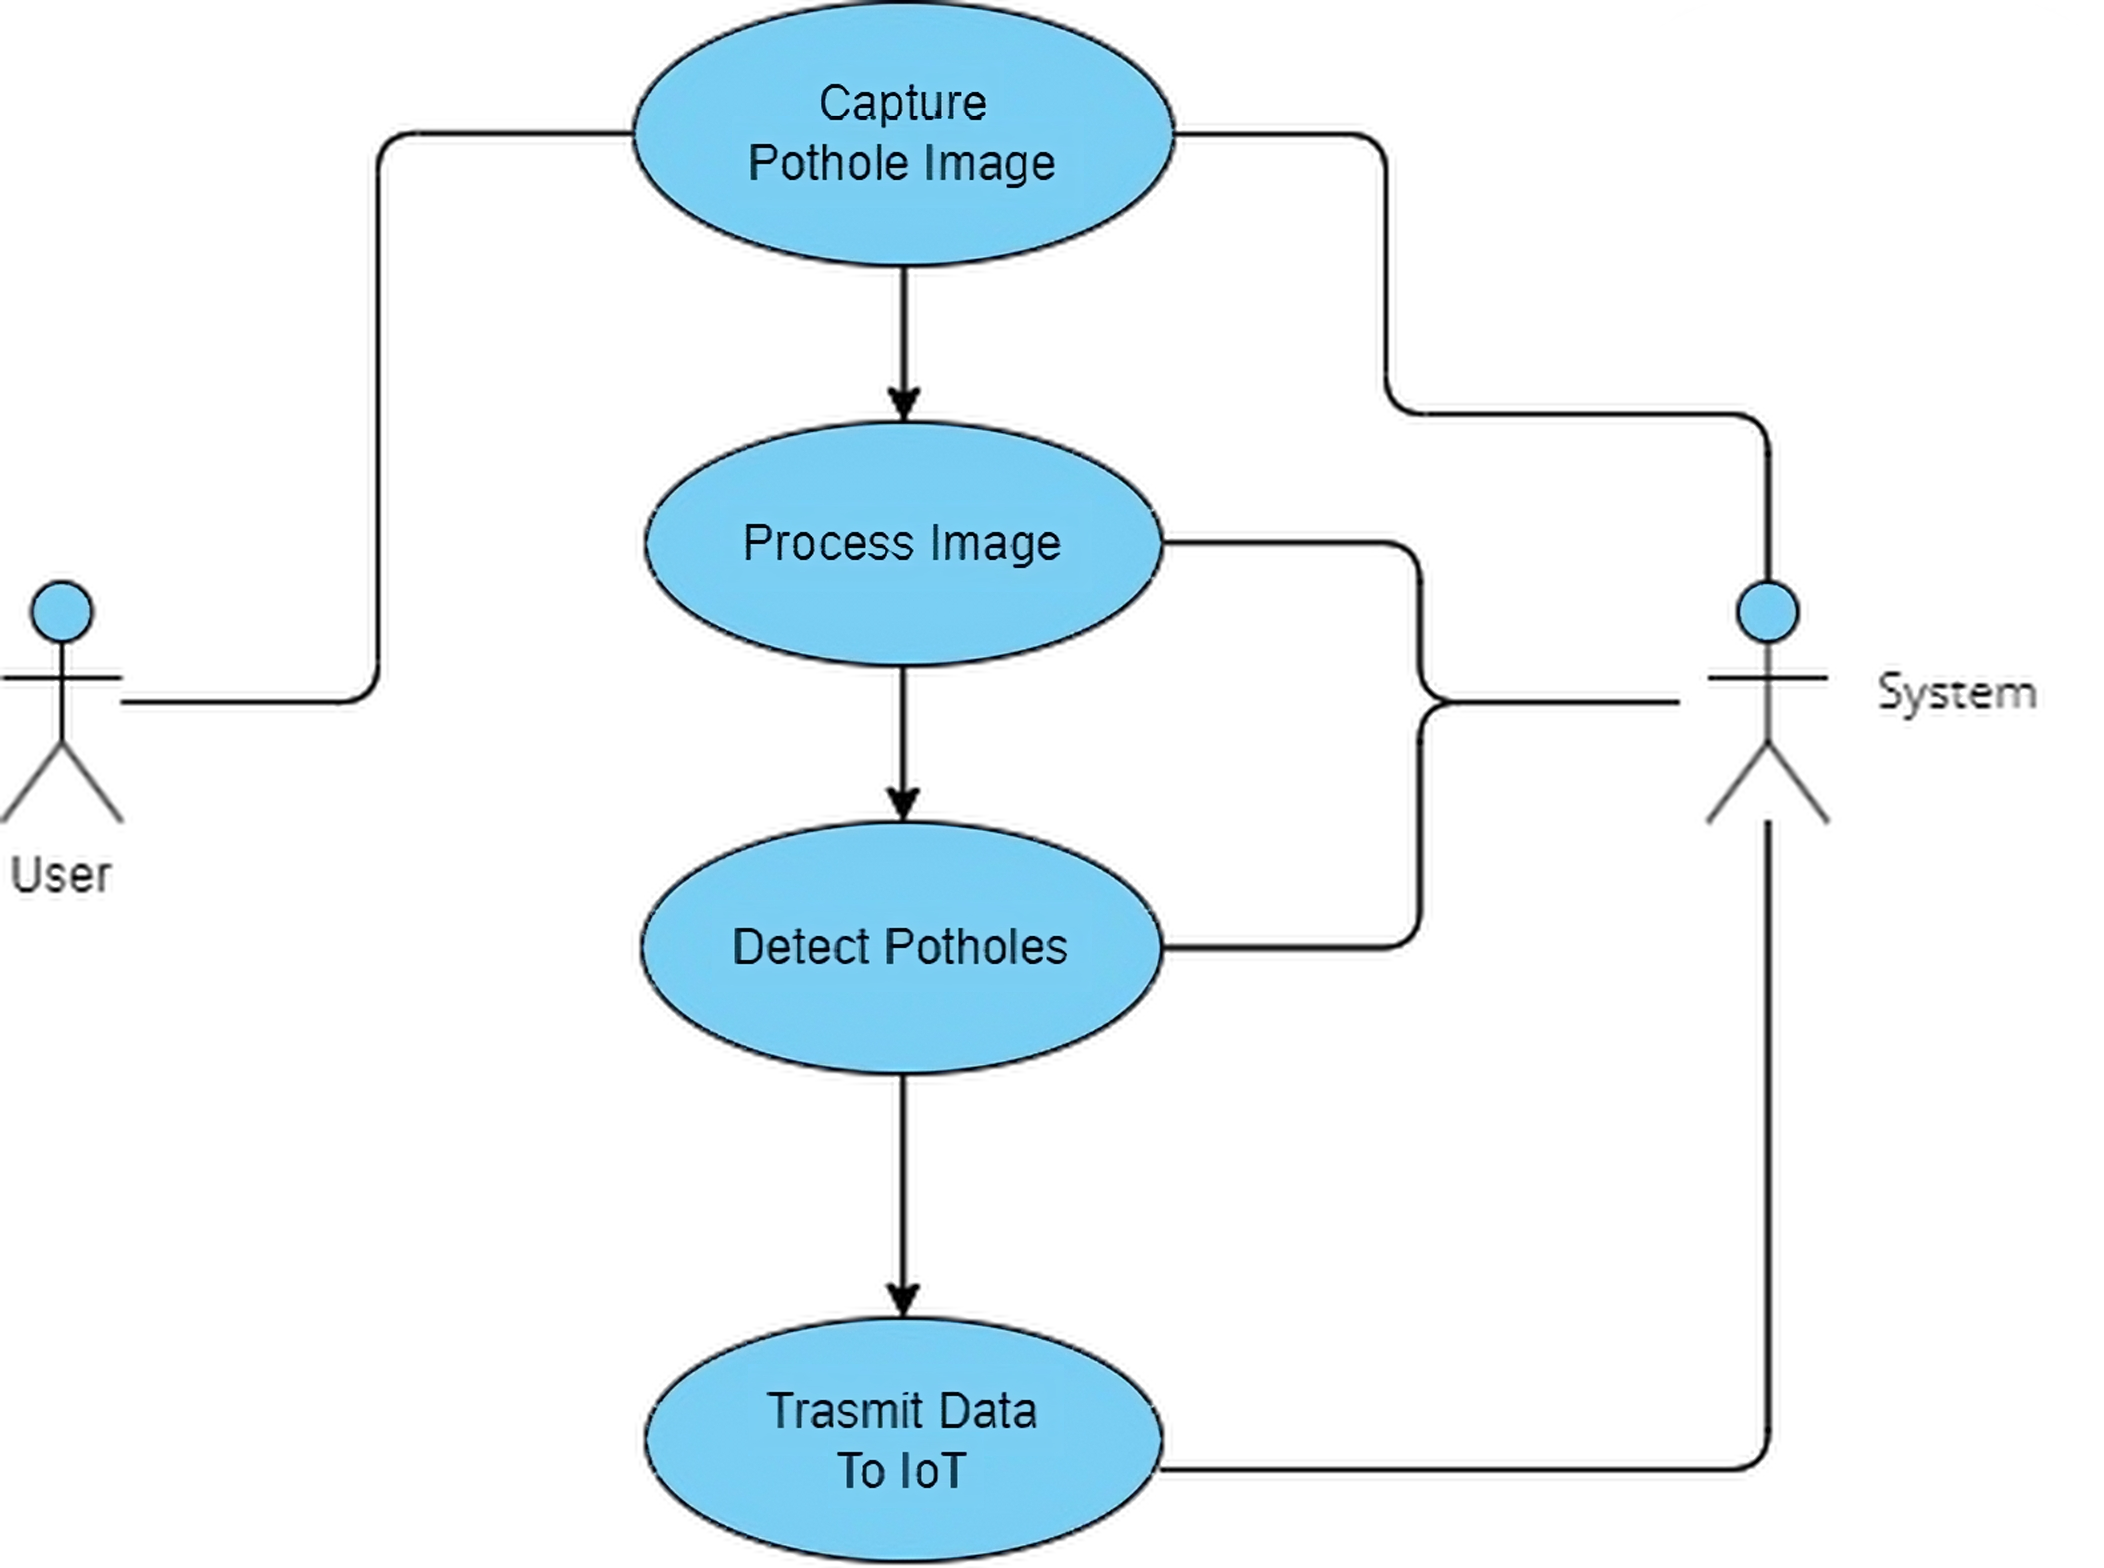 Capture
Pothole Image
Process Image
System
User
Detect Potholes
Trasmit Data
To IoT